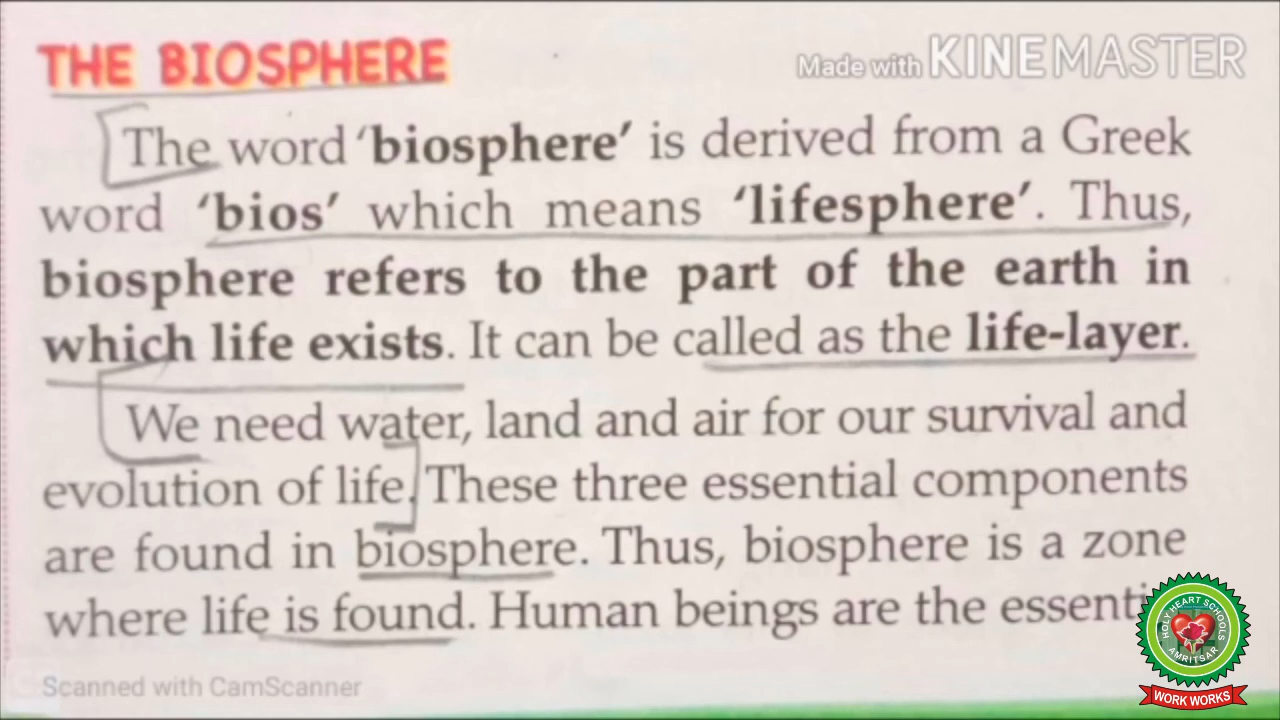 THE BIOSPHERE
Made with KINEMASTER
The word 'biosphere' is derived from a Greek
word 'bios' which means 'lifesphere'. Thus,
biosphere refers to the part of the earth in
which life exists. It can be called as the life-layer.
We need water, land and air for our survival and
evolution of life. These three essential components
are found in biosphere. Thus, biosphere is a zone
where life is found. Human beings are the essenti
HOLY HEART SCHOOLS
AMRITSAR
WORK WORKS
Scanned with CamScanner